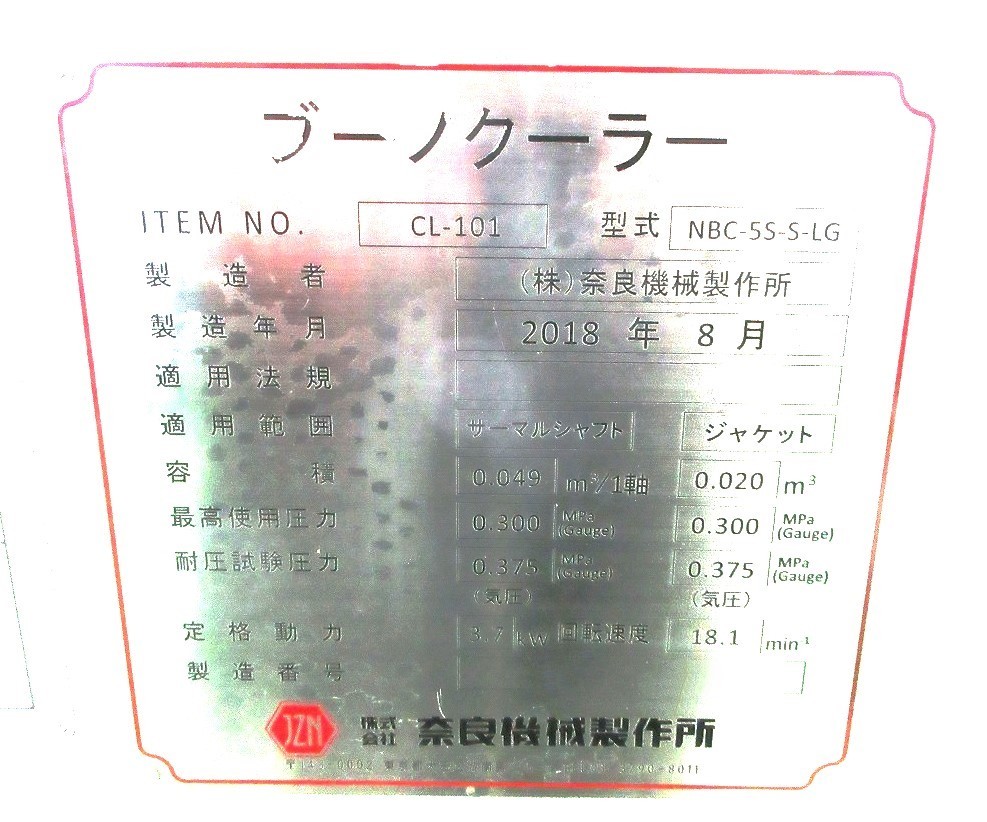 ブーノクーラー
ITEM NO. CL-101 型式 NBC-5S-S-LG
製造者 (株)奈良機械製作所
製造年月 2018 年 8 月
適用法規
適用範囲 サーマルシャフト ジャケット
容積 0.049 m³/1軸 0.020 m³
最高使用圧力 0.300 MPa (Gauge) 0.300 MPa (Gauge)
耐圧試験圧力 0.375 MPa (Gauge) 0.375 MPa (Gauge)
(気圧) (気圧)
定格動力 3.7 kW 回転速度 18.1 min⁻¹
製造番号
JZN 株式会社 奈良機械製作所